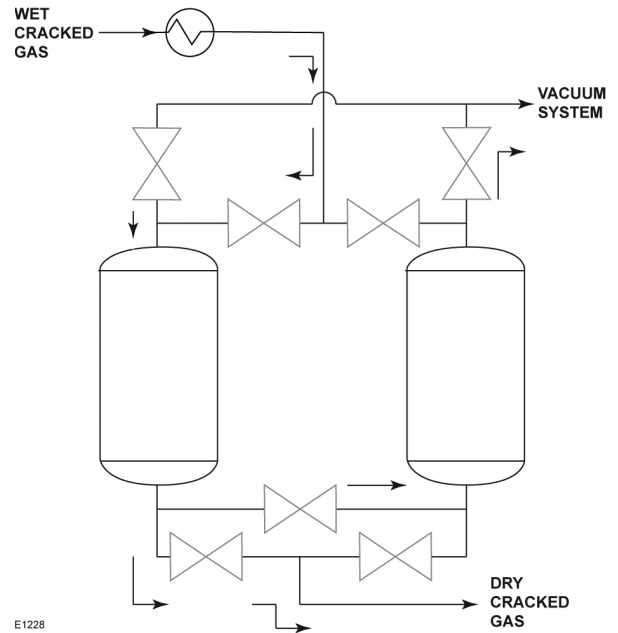 WET
CRACKED
GAS
VACUUM
SYSTEM
DRY
CRACKED
GAS
E1228